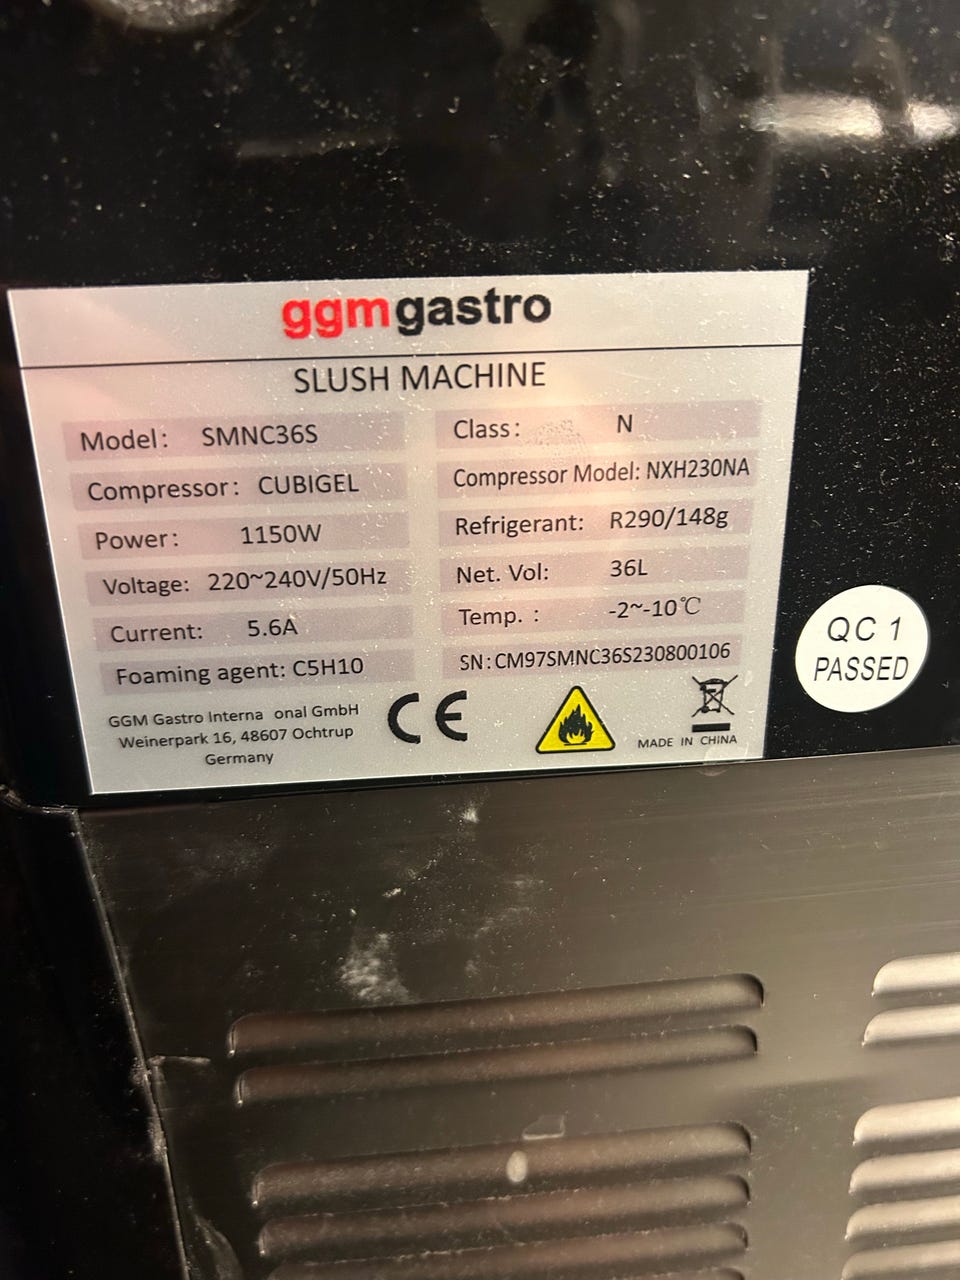 ggmgastro
SLUSH MACHINE
Model: SMNC36S
Class: N
Compressor: CUBIGEL
Compressor Model: NXH230NA
Power: 1150W
Refrigerant: R290/148g
Voltage: 220~240V/50Hz
Net. Vol: 36L
Current: 5.6A
Temp. : -2~-10℃
Foaming agent: C5H10
SN:CM97SMNC36S230800106
GGM Gastro Interna onal GmbH
Weinerpark 16, 48607 Ochtrup
Germany
CE
MADE IN CHINA
QC 1
PASSED